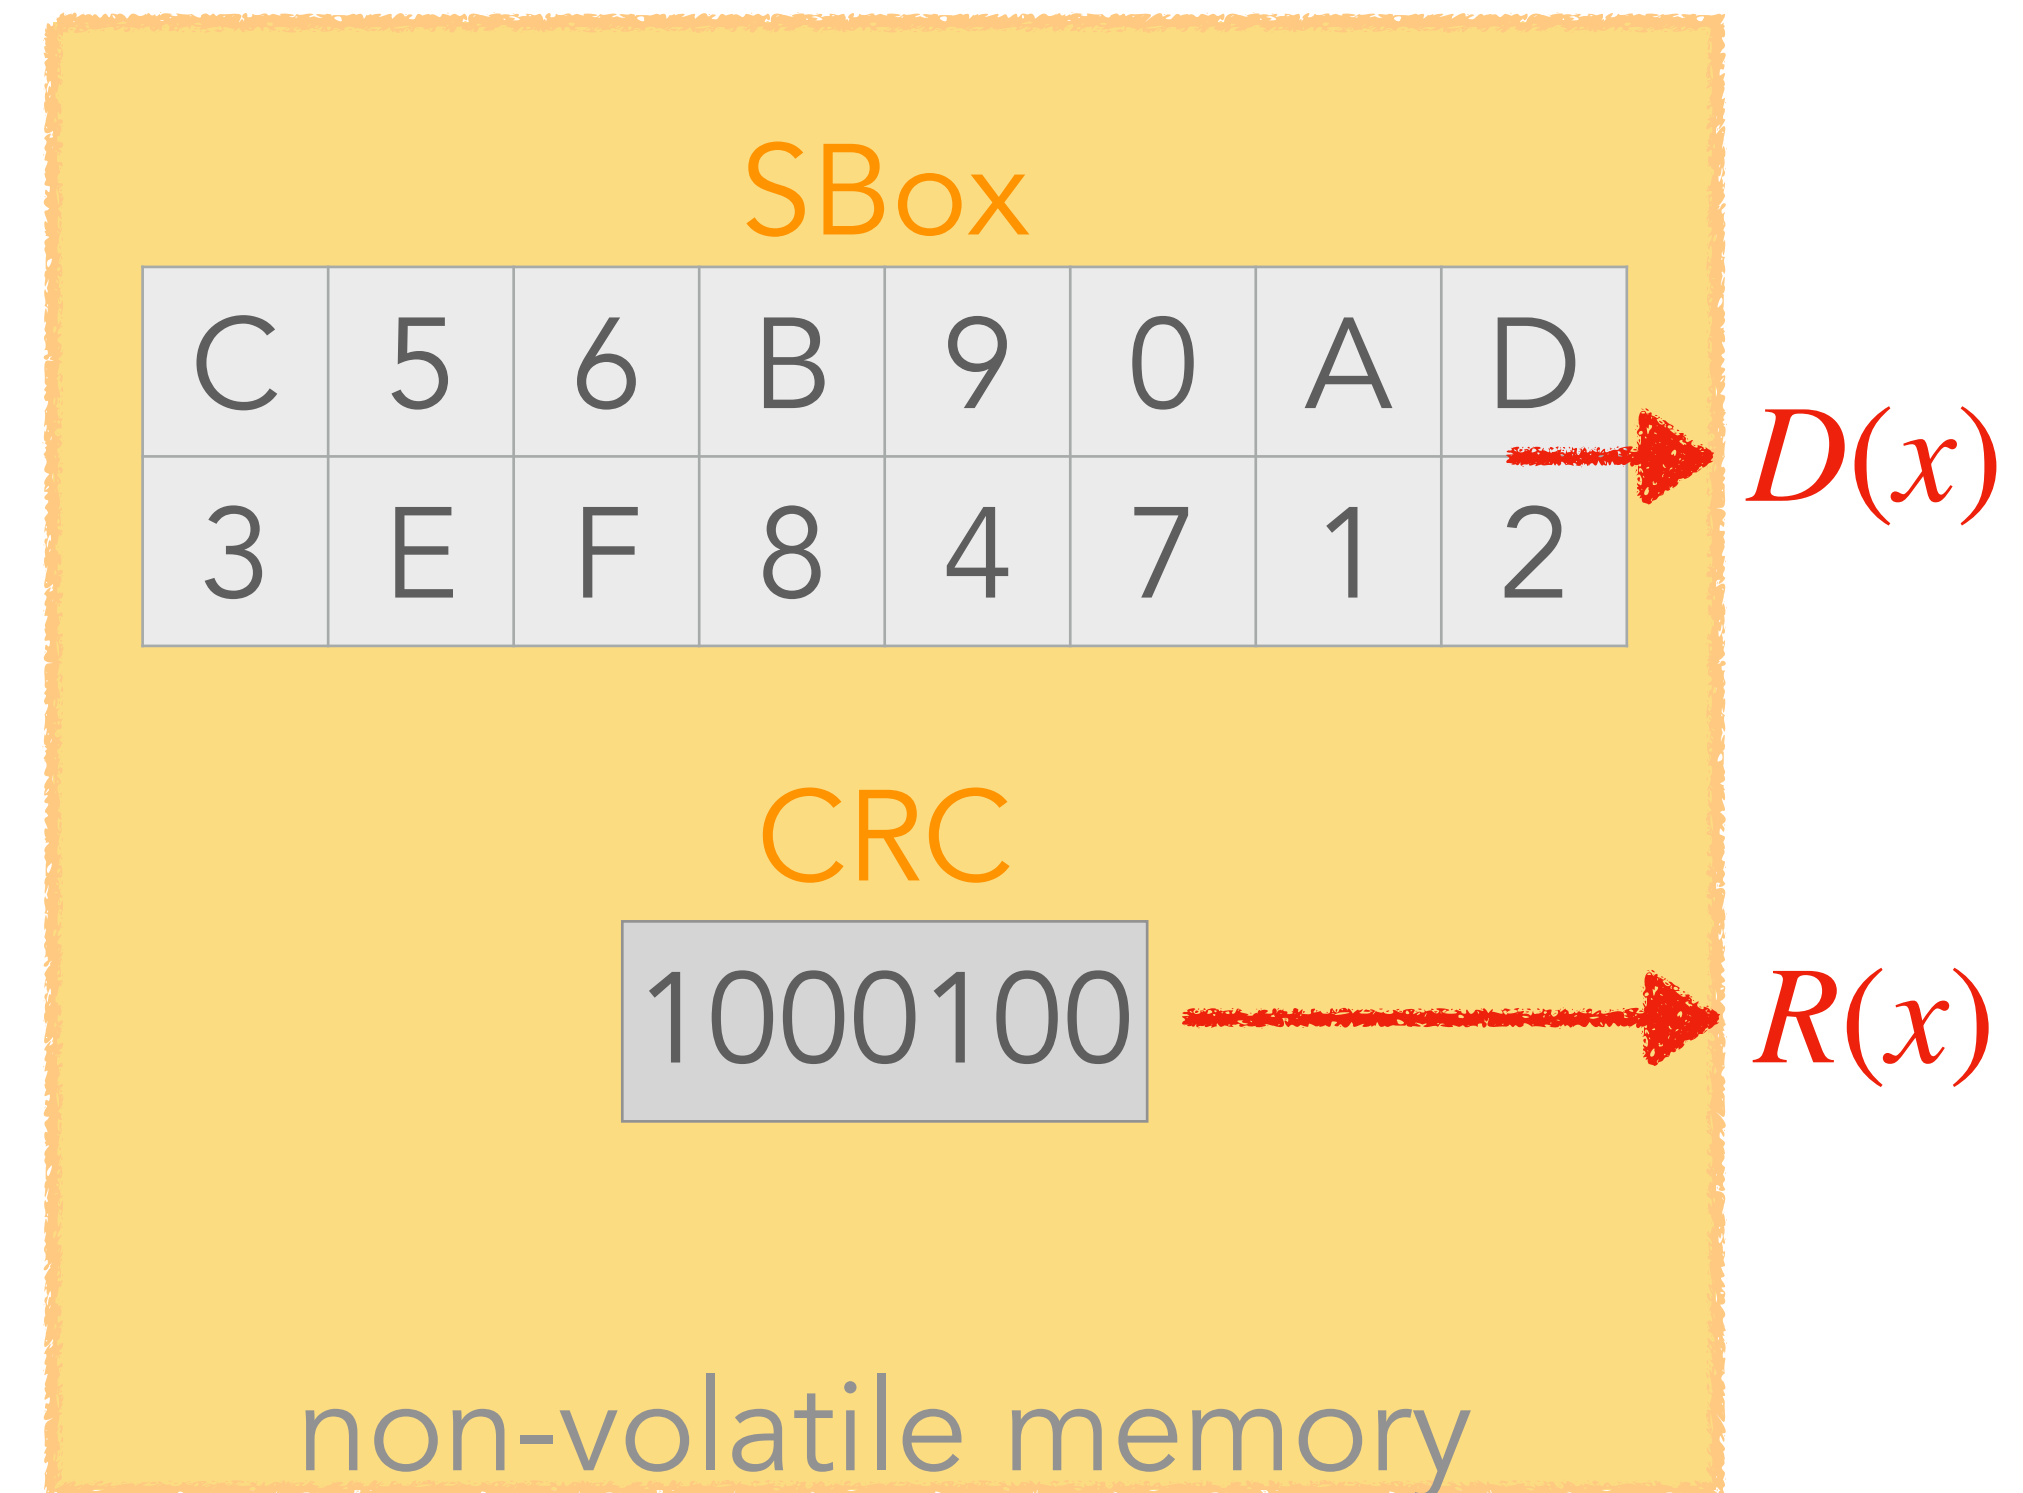 SBox
C 5 6 B 9 0 A D
D(x)
3 E F 8 4 7 1 2
CRC
1000100
R(x)
non-volatile memory